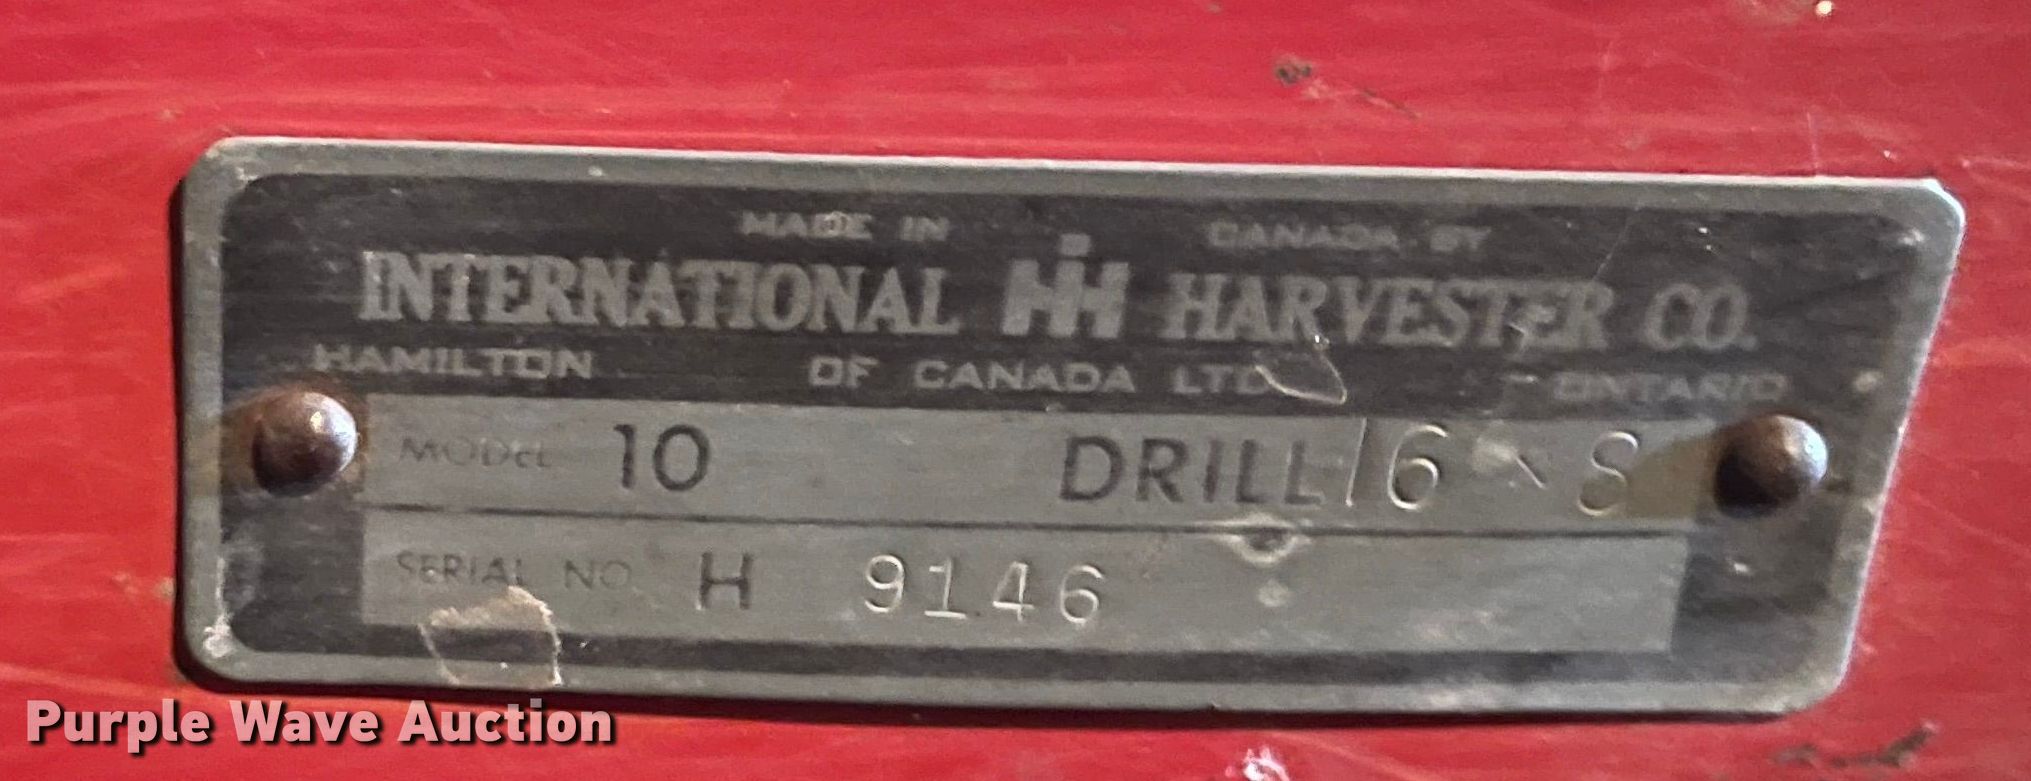 MADE IN CANADA BY
INTERNATIONAL IH HARVESTER CO.
HAMILTON OF CANADA LTD. ONTARIO
MODEL 10 DRILL 16 x 8
SERIAL NO. H 9146
Purple Wave Auction